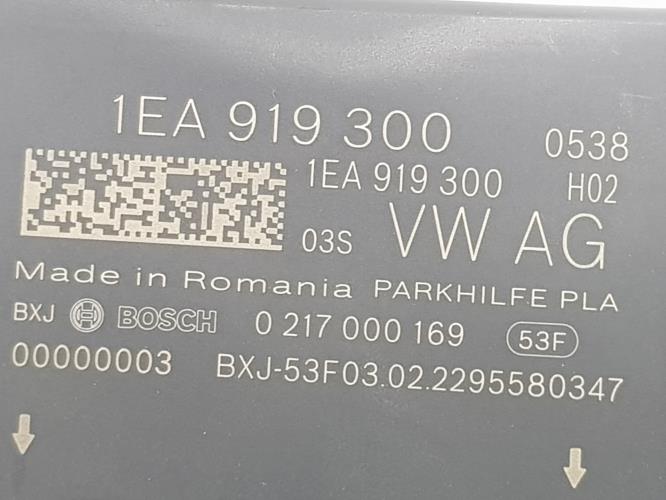 1EA 919 300 0538
1EA 919 300 H02
03S VW AG
Made in Romania PARKHILFE PLA
BXJ BOSCH 0 217 000 169 53F
00000003 BXJ-53F03.02.2295580347